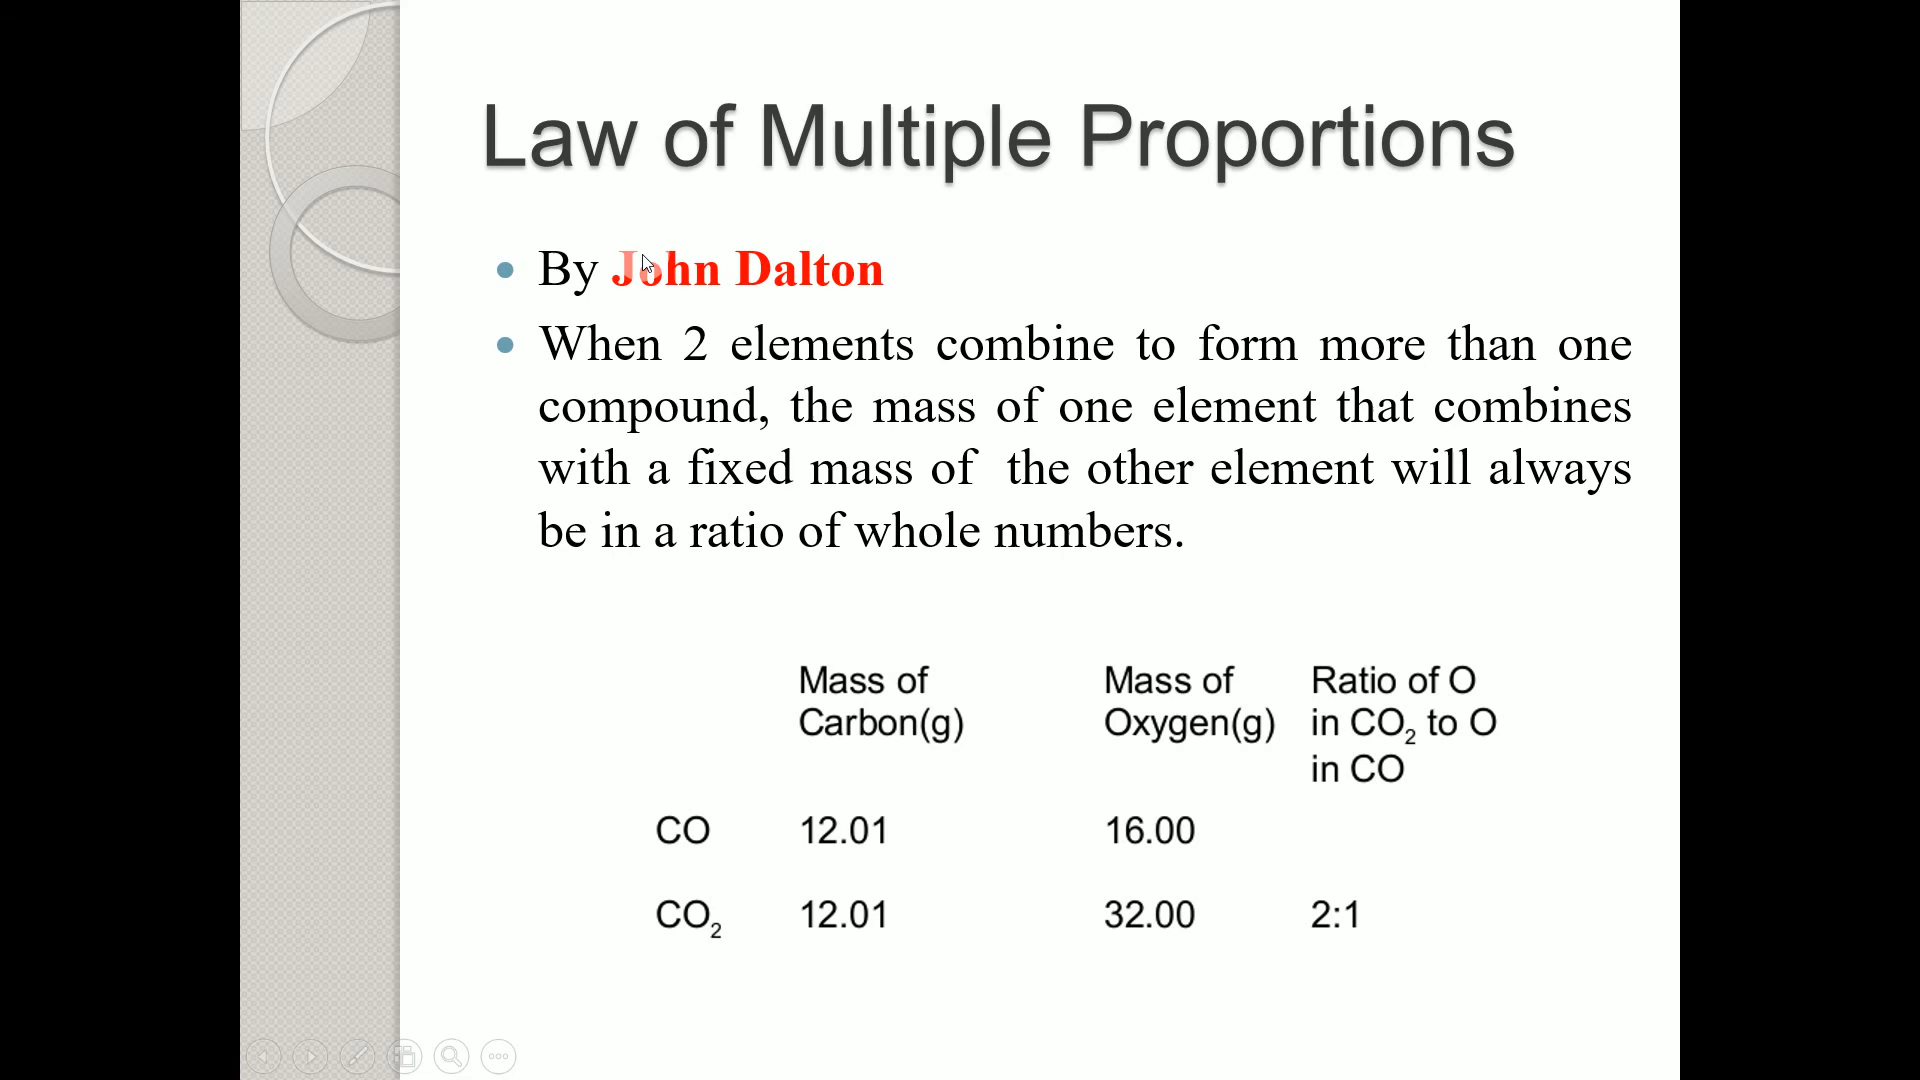 Law of Multiple Proportions
By John Dalton
When 2 elements combine to form more than one
compound, the mass of one element that combines
with a fixed mass of the other element will always
be in a ratio of whole numbers.
Mass of Carbon(g) Mass of Oxygen(g) Ratio of O in CO₂ to O in CO
CO 12.01 16.00
CO₂ 12.01 32.00 2:1